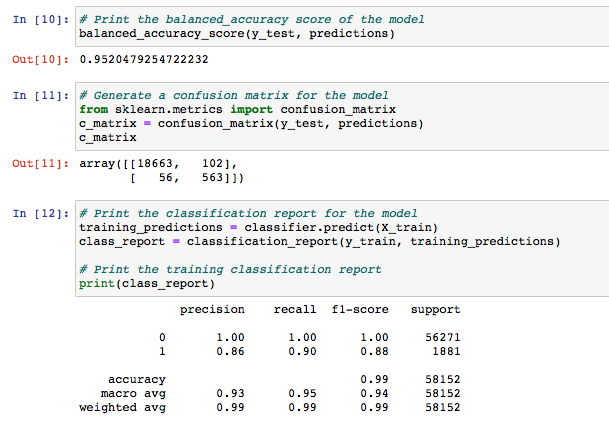 In [10]: # Print the balanced_accuracy score of the model
balanced_accuracy_score(y_test, predictions)
Out[10]: 0.9520479254722232
In [11]: # Generate a confusion matrix for the model
from sklearn.metrics import confusion_matrix
c_matrix = confusion_matrix(y_test, predictions)
c_matrix
Out[11]: array([[18663,   102],
       [   56,   563]])
In [12]: # Print the classification report for the model
training_predictions = classifier.predict(X_train)
class_report = classification_report(y_train, training_predictions)
# Print the training classification report
print(class_report)
precision    recall  f1-score   support
0       1.00      1.00      1.00     56271
1       0.86      0.90      0.88      1881
accuracy                           0.99     58152
macro avg       0.93      0.95      0.94     58152
weighted avg       0.99      0.99      0.99     58152